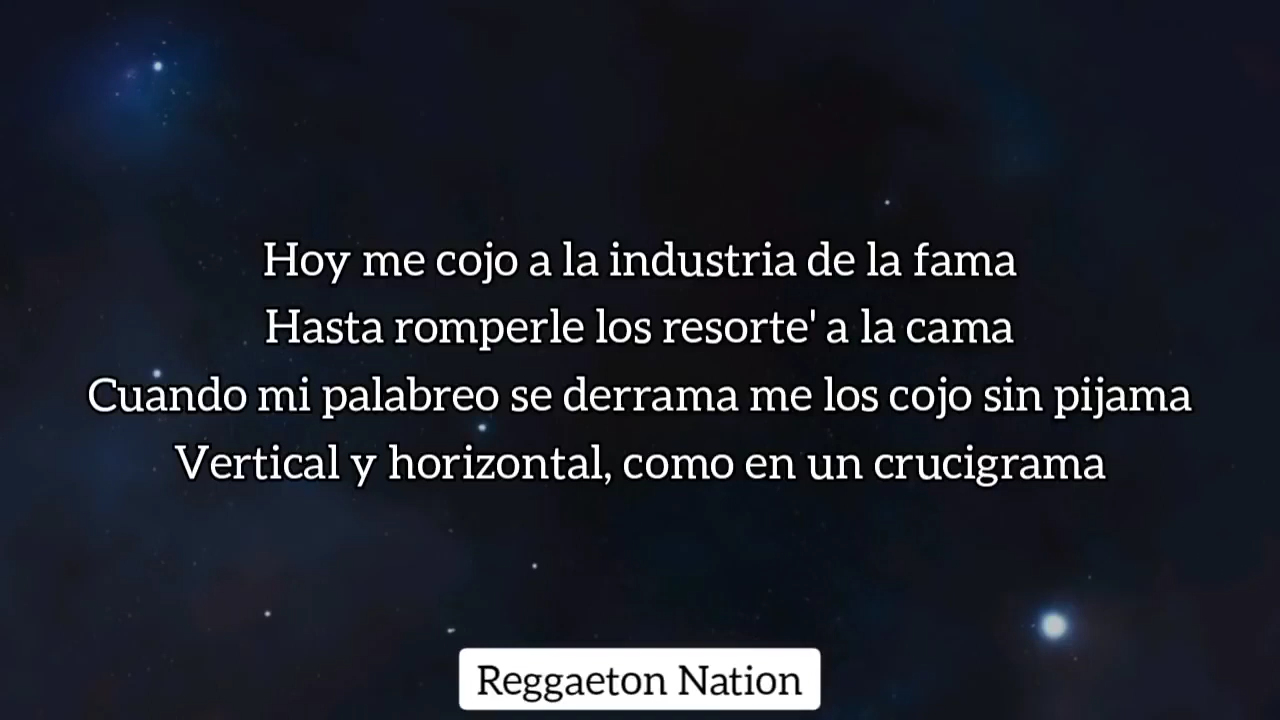 Hoy me cojo a la industria de la fama
Hasta romperle los resorte' a la cama
Cuando mi palabreo se derrama me los cojo sin pijama
Vertical y horizontal, como en un crucigrama
Reggaeton Nation